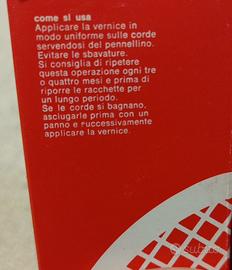 come si usa
Applicare la vernice in
modo uniforme sulle corde
servendosi del pennellino.
Evitare le sbavature.
Si consiglia di ripetere
questa operazione ogni tre
o quattro mesi e prima di
riporre le racchette per
un lungo periodo.
Se le corde si bagnano,
asciugarle prima con un
panno e successivamente
applicare la vernice.
subito.it